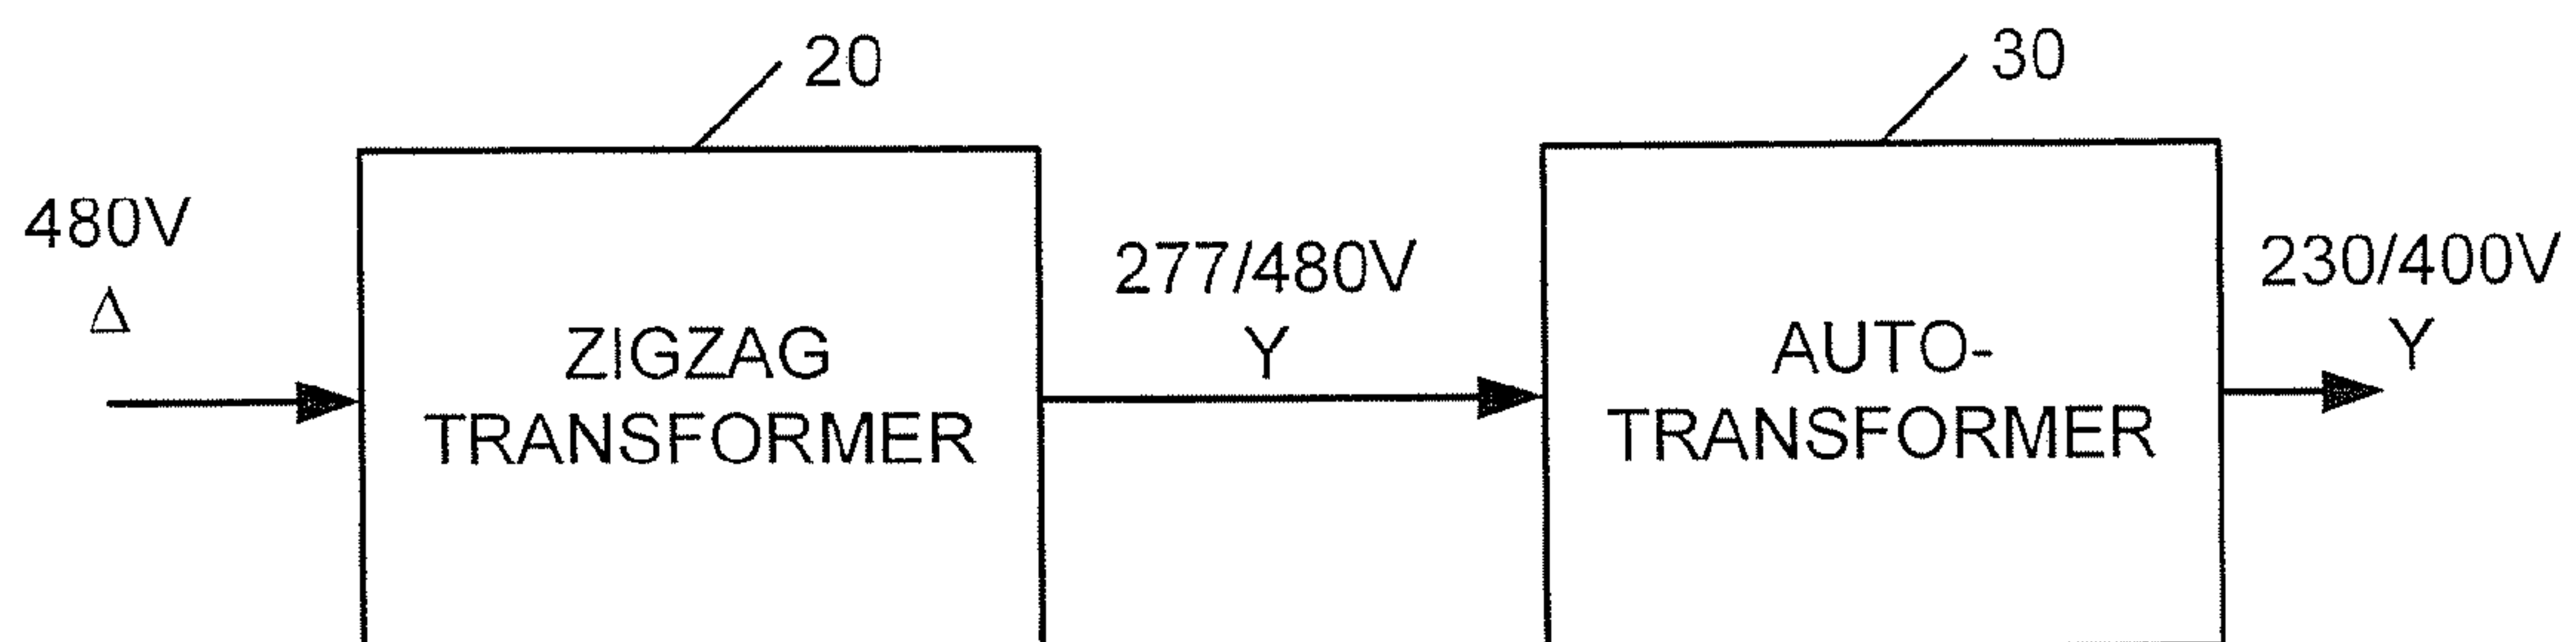 20
30
480V
Δ
277/480V
Y
230/400V
Y
ZIGZAG
TRANSFORMER
AUTO-
TRANSFORMER